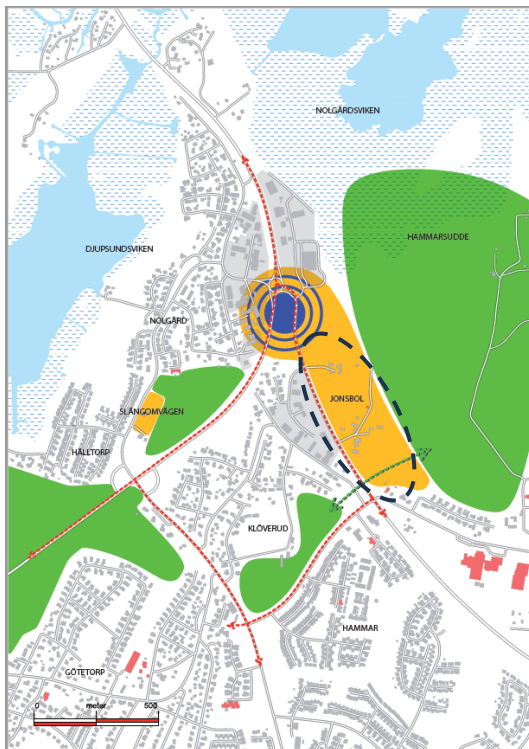 NOLGÅRDSVIKEN
HAMMARSUDDE
DJUPSUNDSVIKEN
NOLGÅRD
JONSBOL
SLÅNGOMVÄGEN
HÄLLTORP
KLÖVERUD
HAMMAR
GÖTETORP
0 meter 500